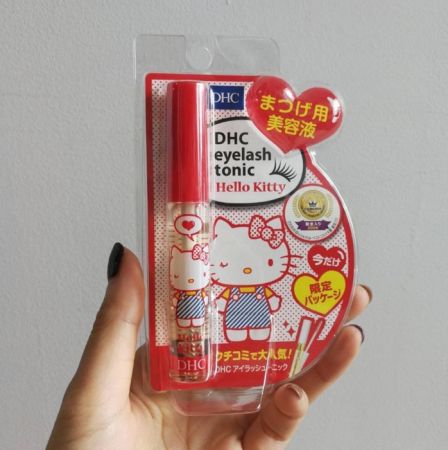 DHC
まつげ用
美容液
DHC
eyelash
tonic
Hello Kitty
今だけ
限定
パッケージ
クチコミで大人気!
DHC アイラッシュトニック
DHC